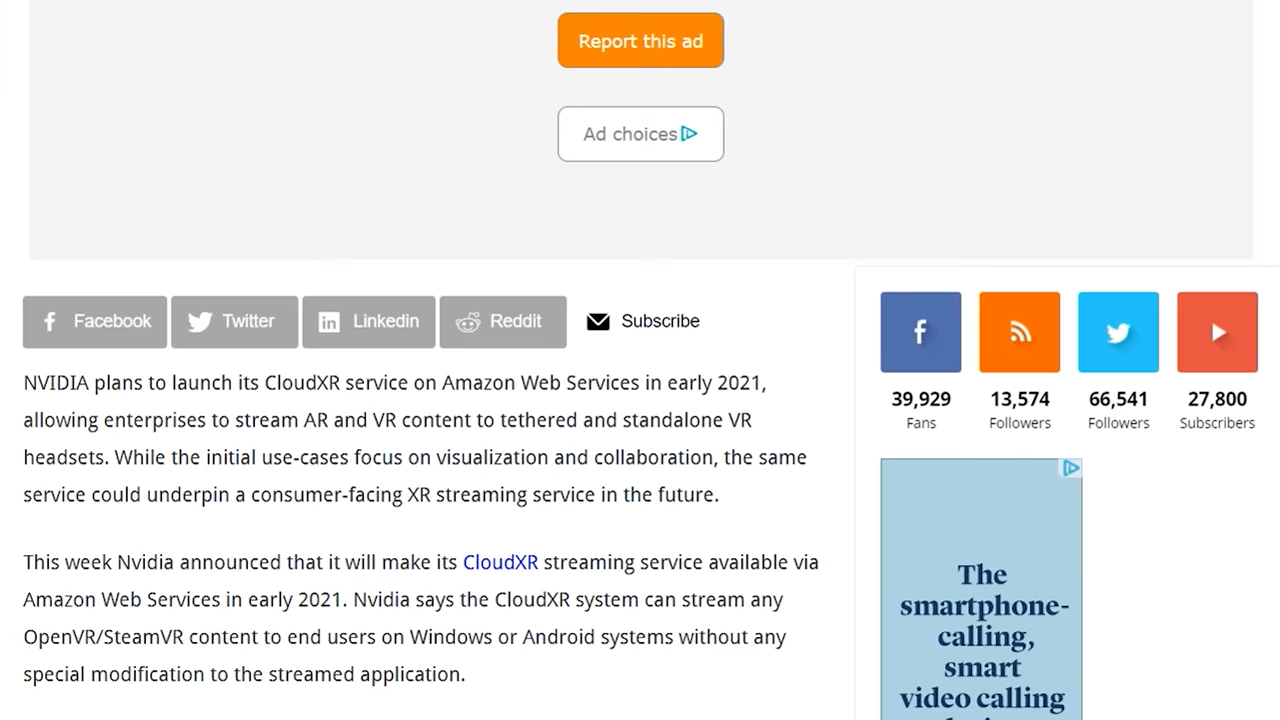 Report this ad
Ad choices
Facebook
Twitter
Linkedin
Reddit
Subscribe
NVIDIA plans to launch its CloudXR service on Amazon Web Services in early 2021,
allowing enterprises to stream AR and VR content to tethered and standalone VR
headsets. While the initial use-cases focus on visualization and collaboration, the same
service could underpin a consumer-facing XR streaming service in the future.
This week Nvidia announced that it will make its CloudXR streaming service available via
Amazon Web Services in early 2021. Nvidia says the CloudXR system can stream any
OpenVR/SteamVR content to end users on Windows or Android systems without any
special modification to the streamed application.
39,929
Fans
13,574
Followers
66,541
Followers
27,800
Subscribers
The
smartphone-
calling,
smart
video calling